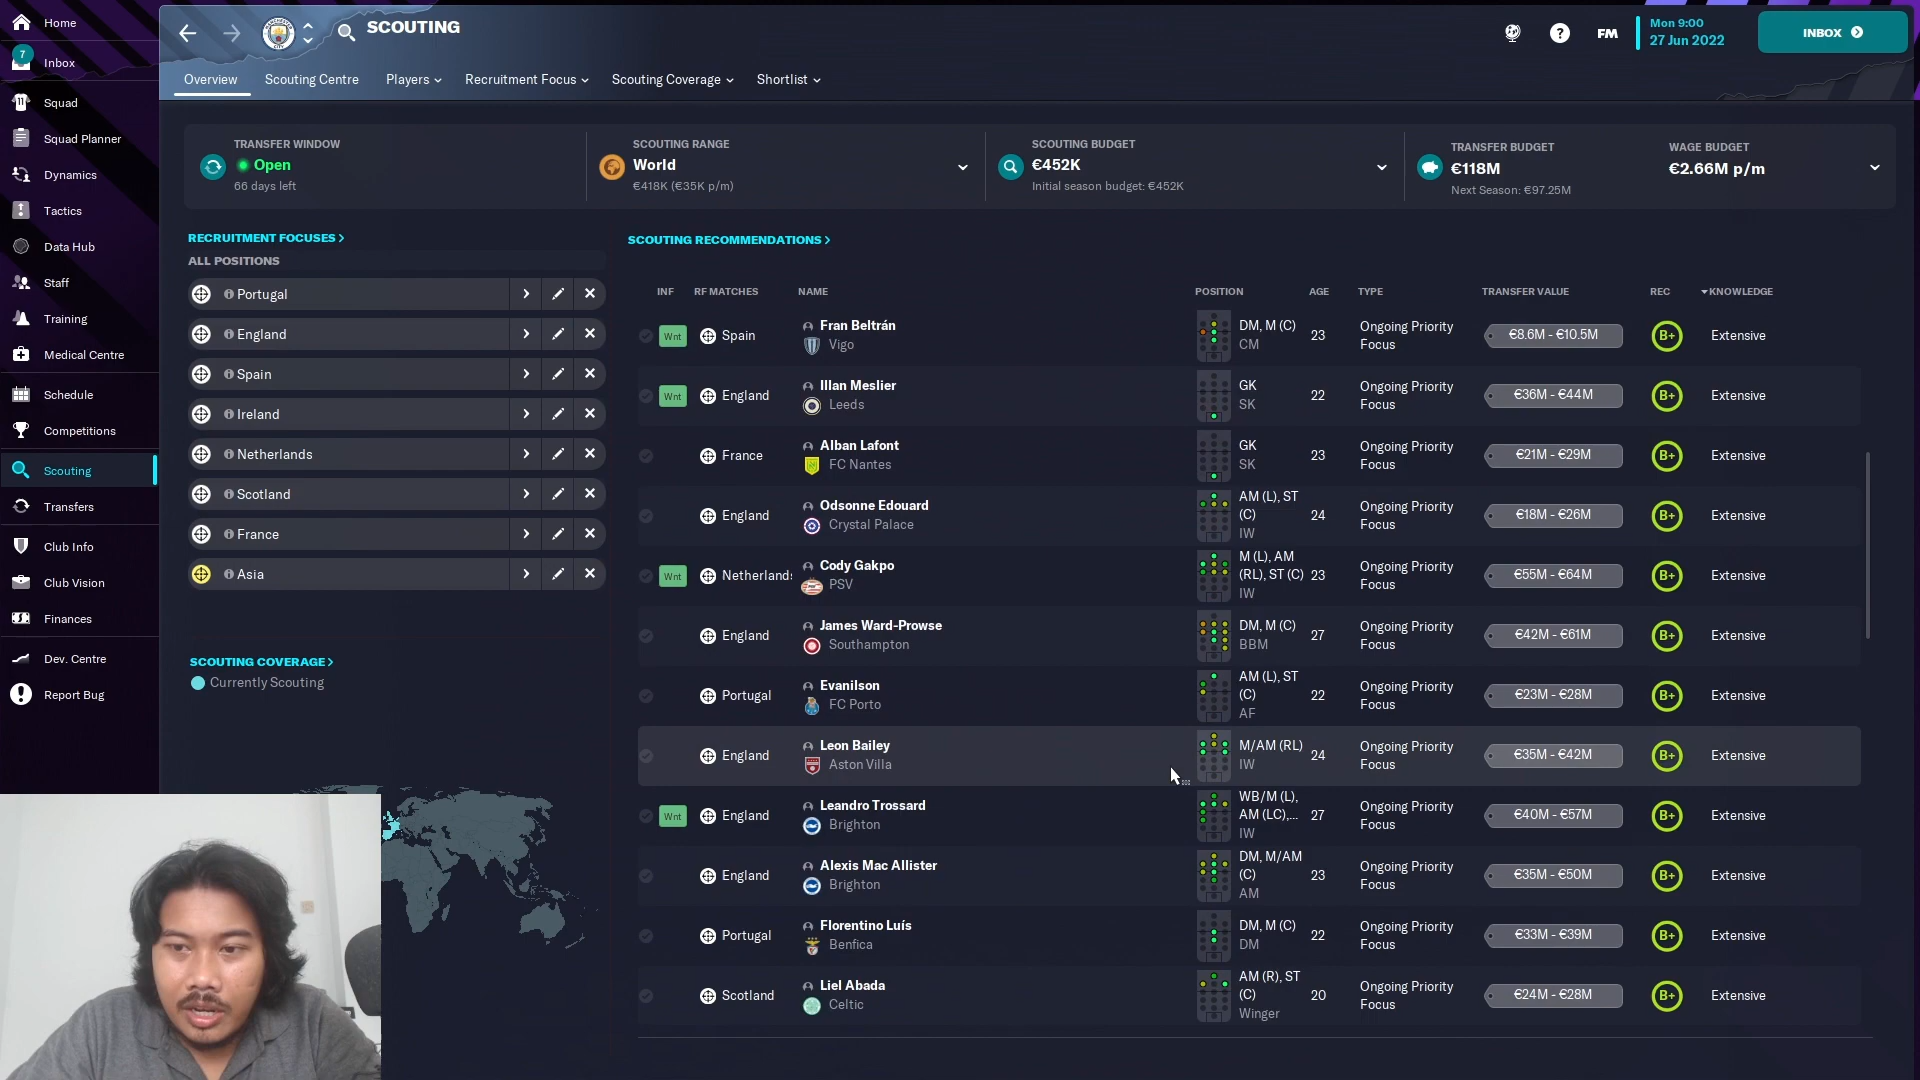 Home
7
Inbox
Squad
Squad Planner
Dynamics
Tactics
Data Hub
Staff
Training
Medical Centre
Schedule
Competitions
Scouting
Transfers
Club Info
Club Vision
Finances
Dev. Centre
Report Bug
SCOUTING
FM
Mon 9:00
27 Jun 2022
INBOX
Overview
Scouting Centre
Players
Recruitment Focus
Scouting Coverage
Shortlist
TRANSFER WINDOW
Open
66 days left
SCOUTING RANGE
World
€418K (€35K p/m)
SCOUTING BUDGET
€452K
Initial season budget: €452K
TRANSFER BUDGET
€118M
Next Season: €97.25M
WAGE BUDGET
€2.66M p/m
RECRUITMENT FOCUSES
ALL POSITIONS
Portugal
England
Spain
Ireland
Netherlands
Scotland
France
Asia
SCOUTING COVERAGE
Currently Scouting
SCOUTING RECOMMENDATIONS
INF RF MATCHES NAME POSITION AGE TYPE TRANSFER VALUE REC KNOWLEDGE
Wnt Spain Fran Beltrán Vigo DM, M (C) CM 23 Ongoing Priority Focus €8.6M - €10.5M B+ Extensive
Wnt England Illan Meslier Leeds GK SK 22 Ongoing Priority Focus €36M - €44M B+ Extensive
France Alban Lafont FC Nantes GK SK 23 Ongoing Priority Focus €21M - €29M B+ Extensive
England Odsonne Edouard Crystal Palace AM (L), ST (C) IW 24 Ongoing Priority Focus €18M - €26M B+ Extensive
Wnt Netherlands Cody Gakpo PSV M (L), AM (RL), ST (C) IW 23 Ongoing Priority Focus €55M - €64M B+ Extensive
England James Ward-Prowse Southampton DM, M (C) BBM 27 Ongoing Priority Focus €42M - €61M B+ Extensive
Portugal Evanilson FC Porto AM (L), ST (C) AF 22 Ongoing Priority Focus €23M - €28M B+ Extensive
England Leon Bailey Aston Villa M/AM (RL) IW 24 Ongoing Priority Focus €35M - €42M B+ Extensive
Wnt England Leandro Trossard Brighton WB/M (L), AM (LC),... IW 27 Ongoing Priority Focus €40M - €57M B+ Extensive
England Alexis Mac Allister Brighton DM, M/AM (C) AM 23 Ongoing Priority Focus €35M - €50M B+ Extensive
Portugal Florentino Luís Benfica DM, M (C) DM 22 Ongoing Priority Focus €33M - €39M B+ Extensive
Scotland Liel Abada Celtic AM (R), ST (C) Winger 20 Ongoing Priority Focus €24M - €28M B+ Extensive